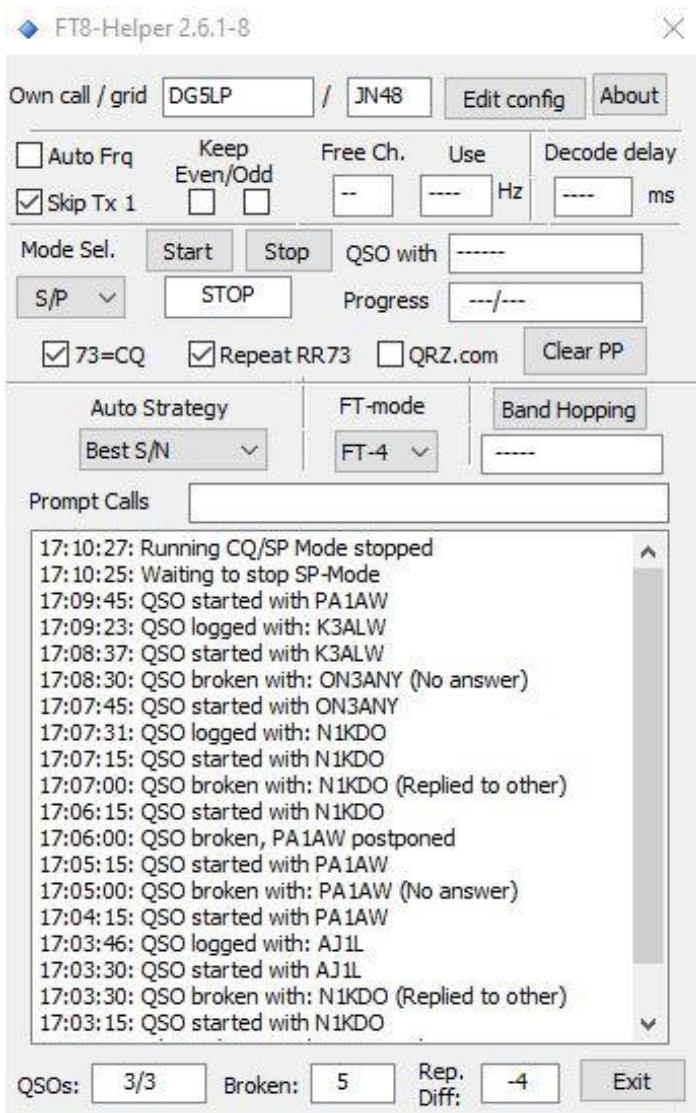 FT8-Helper 2.6.1-8
Own call / grid DG5LP / JN48 Edit config About
Auto Frq Keep Even/Odd Free Ch. Use Decode delay
Skip Tx 1 -- ---- Hz ---- ms
Mode Sel. Start Stop QSO with ------
S/P STOP Progress ---/---
73=CQ Repeat RR73 QRZ.com Clear PP
Auto Strategy FT-mode Band Hopping
Best S/N FT-4 -----
Prompt Calls
17:10:27: Running CQ/SP Mode stopped
17:10:25: Waiting to stop SP-Mode
17:09:45: QSO started with PA1AW
17:09:23: QSO logged with: K3ALW
17:08:37: QSO started with K3ALW
17:08:30: QSO broken with: ON3ANY (No answer)
17:07:45: QSO started with ON3ANY
17:07:31: QSO logged with: N1KDO
17:07:15: QSO started with N1KDO
17:07:00: QSO broken with: N1KDO (Replied to other)
17:06:15: QSO started with N1KDO
17:06:00: QSO broken, PA1AW postponed
17:05:15: QSO started with PA1AW
17:05:00: QSO broken with: PA1AW (No answer)
17:04:15: QSO started with PA1AW
17:03:46: QSO logged with: AJ1L
17:03:30: QSO started with AJ1L
17:03:30: QSO broken with: N1KDO (Replied to other)
17:03:15: QSO started with N1KDO
QSOs: 3/3 Broken: 5 Rep. Diff: -4 Exit